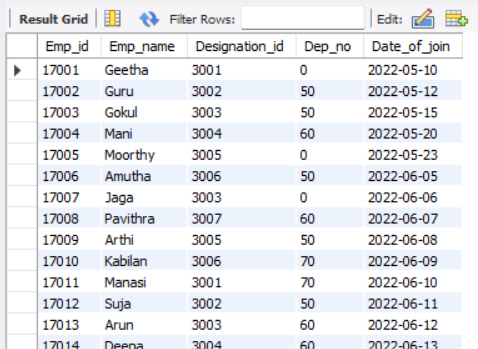 Result Grid Filter Rows: Edit:
Emp_id Emp_name Designation_id Dep_no Date_of_join
17001 Geetha 3001 0 2022-05-10
17002 Guru 3002 50 2022-05-12
17003 Gokul 3003 50 2022-05-15
17004 Mani 3004 60 2022-05-20
17005 Moorthy 3005 0 2022-05-23
17006 Amutha 3006 50 2022-06-05
17007 Jaga 3003 0 2022-06-06
17008 Pavithra 3007 60 2022-06-07
17009 Arthi 3005 50 2022-06-08
17010 Kabilan 3006 70 2022-06-09
17011 Manasi 3001 70 2022-06-10
17012 Suja 3002 50 2022-06-11
17013 Arun 3003 60 2022-06-12
17014 Deena 3004 60 2022-06-13